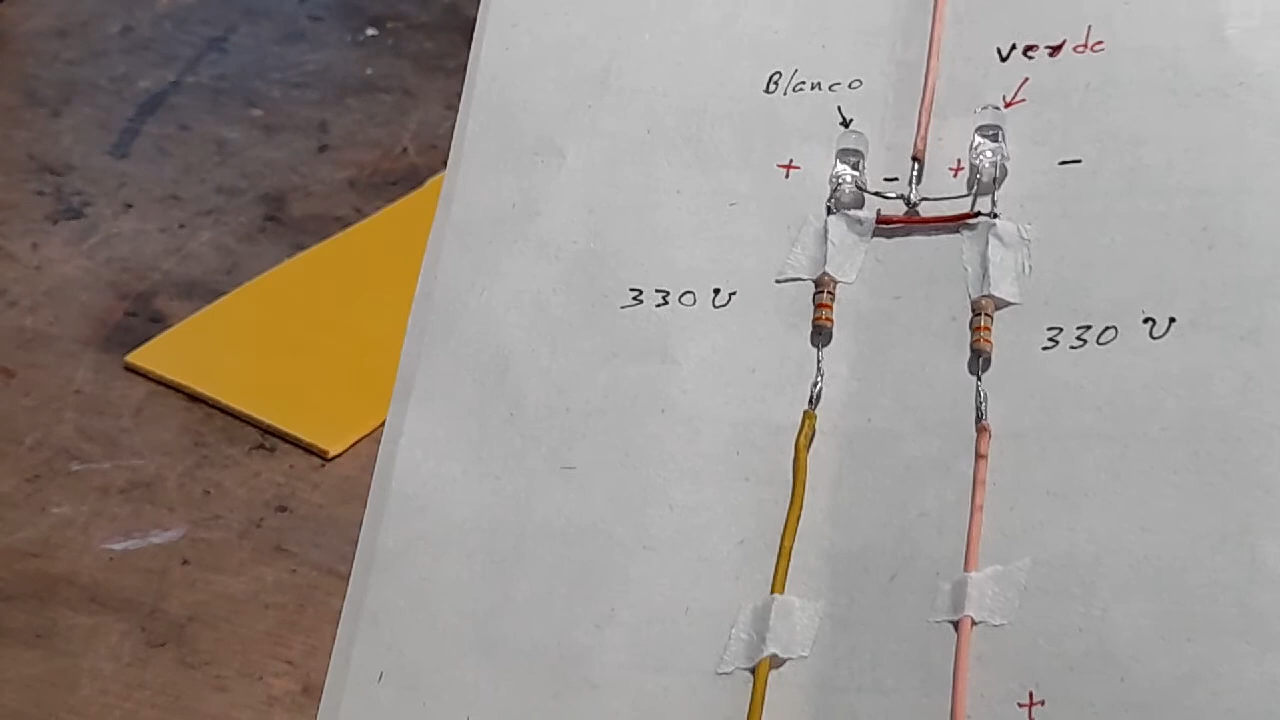 verde
Blanco
+ - + -
330 ʊ
330 ʊ
+